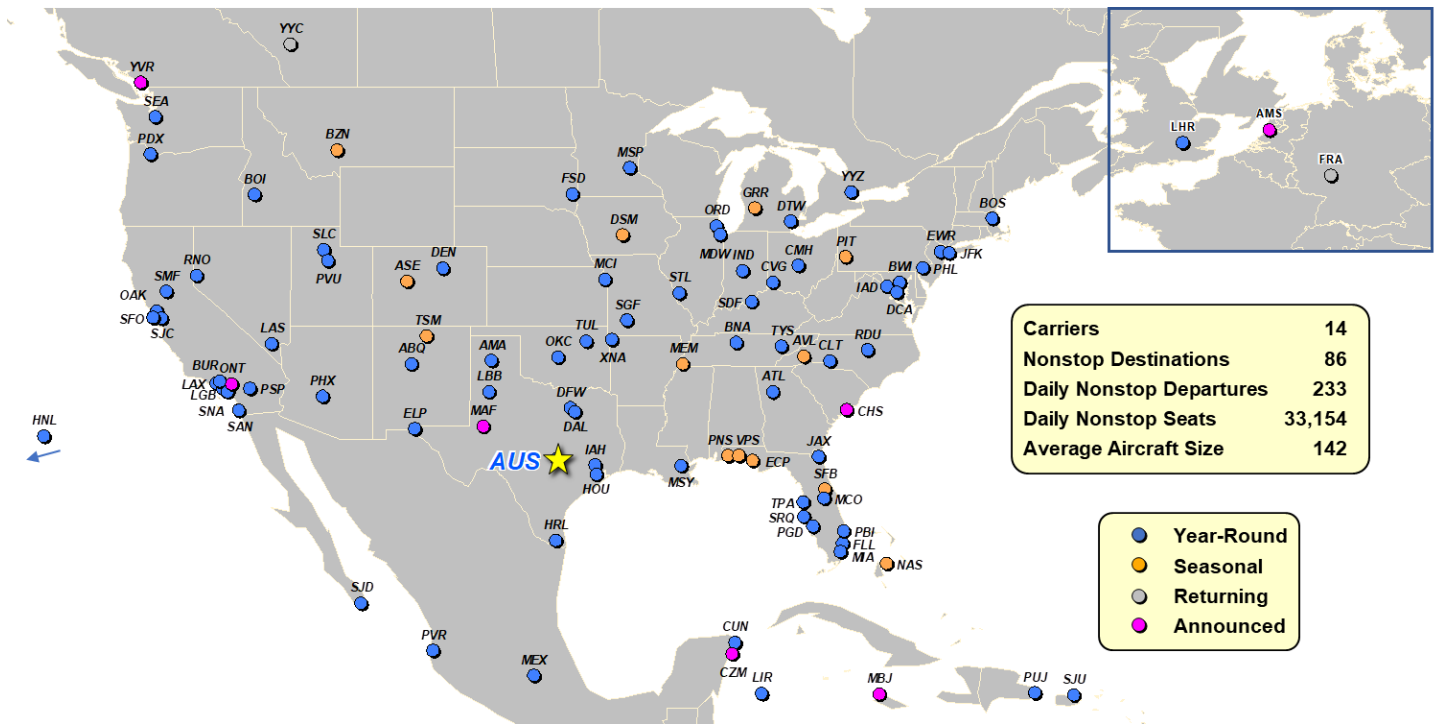 YYC
YVR
SEA
PDX
BZN
BOI
MSP
FSD
YYZ
GRR
DTW
ORD
MDW
DSM
BOS
EWR
JFK
PIT
PHL
BWI
IAD
DCA
CMH
IND
CVG
SDF
SLC
PVU
RNO
SMF
OAK
SFO
SJC
DEN
ASE
MCI
STL
SGF
LAS
TSM
ABQ
AMA
OKC
TUL
XNA
MEM
BNA
TYS
AVL
CLT
RDU
BUR
ONT
LAX
LGB
PSP
SNA
SAN
PHX
LBB
ELP
MAF
DFW
DAL
ATL
CHS
HNL
AUS
IAH
HOU
MSY
PNS
VPS
ECP
JAX
SFB
MCO
TPA
SRQ
PGD
PBI
FLL
MIA
NAS
HRL
SJD
PVR
MEX
CUN
CZM
LIR
MBJ
PUJ
SJU
LHR
AMS
FRA
Carriers 14
Nonstop Destinations 86
Daily Nonstop Departures 233
Daily Nonstop Seats 33,154
Average Aircraft Size 142
Year-Round
Seasonal
Returning
Announced